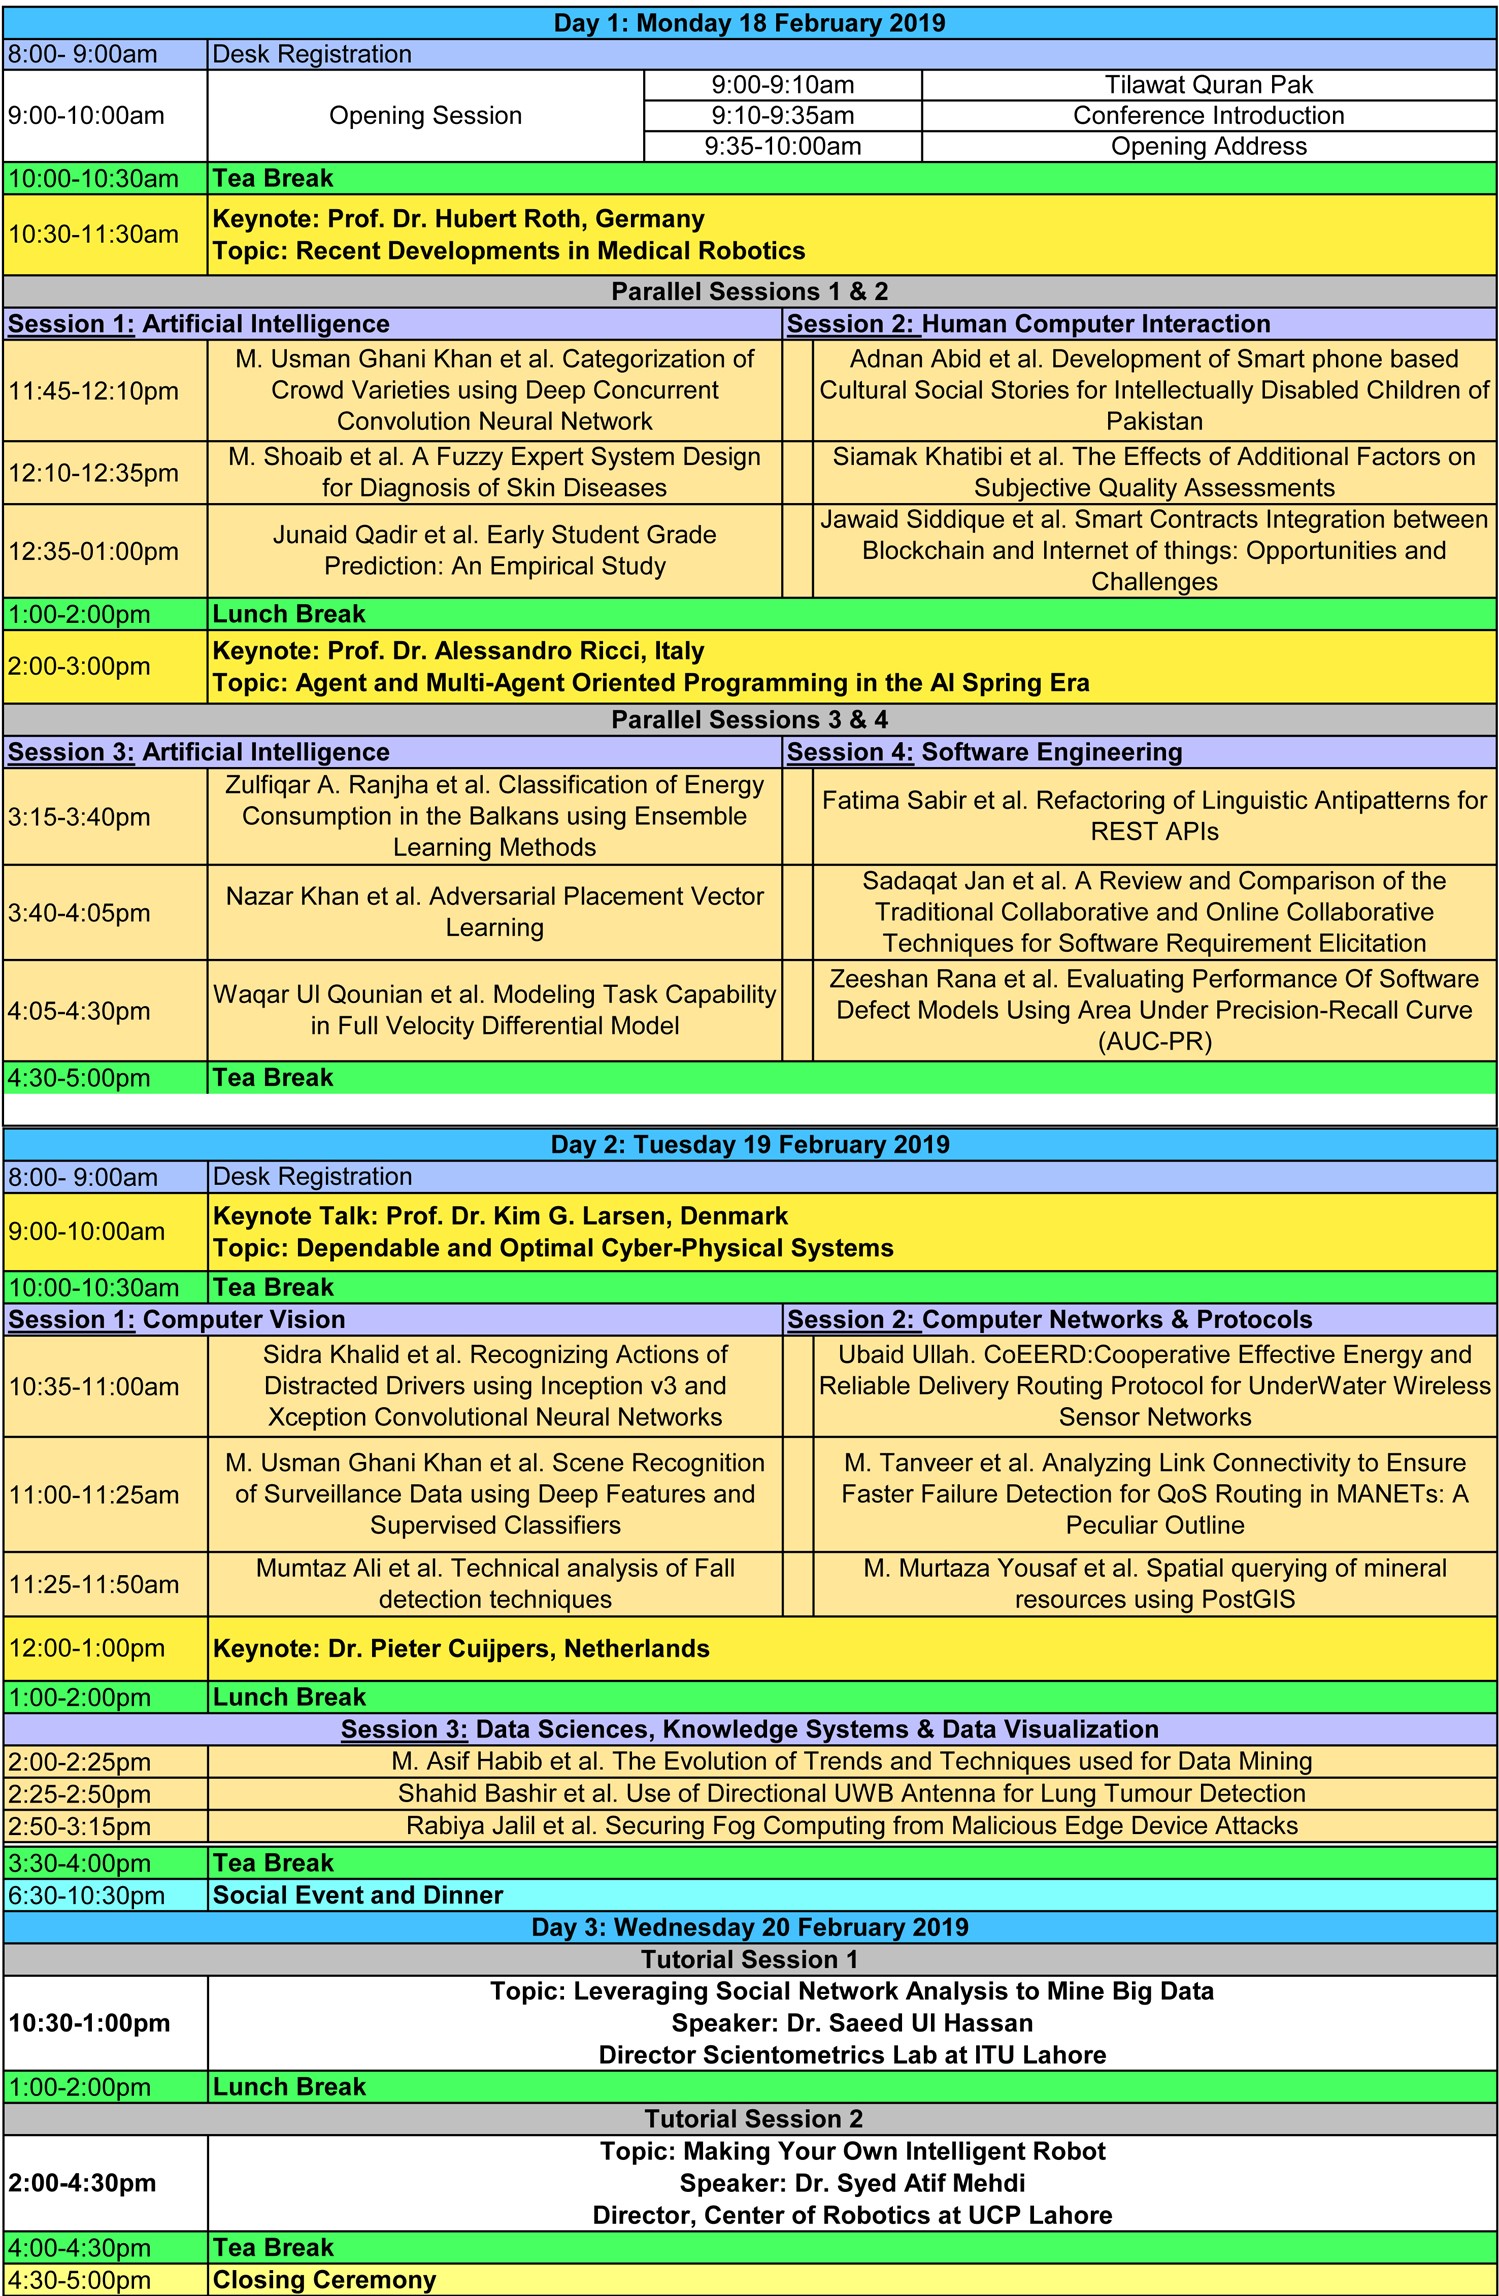 Day 1: Monday 18 February 2019
8:00- 9:00am Desk Registration
9:00-10:00am Opening Session
9:00-9:10am Tilawat Quran Pak
9:10-9:35am Conference Introduction
9:35-10:00am Opening Address
10:00-10:30am Tea Break
10:30-11:30am
Keynote: Prof. Dr. Hubert Roth, Germany
Topic: Recent Developments in Medical Robotics
Parallel Sessions 1 & 2
Session 1: Artificial Intelligence
Session 2: Human Computer Interaction
11:45-12:10pm
M. Usman Ghani Khan et al. Categorization of
Crowd Varieties using Deep Concurrent
Convolution Neural Network
Adnan Abid et al. Development of Smart phone based
Cultural Social Stories for Intellectually Disabled Children of
Pakistan
12:10-12:35pm
M. Shoaib et al. A Fuzzy Expert System Design
for Diagnosis of Skin Diseases
Siamak Khatibi et al. The Effects of Additional Factors on
Subjective Quality Assessments
12:35-01:00pm
Junaid Qadir et al. Early Student Grade
Prediction: An Empirical Study
Jawaid Siddique et al. Smart Contracts Integration between
Blockchain and Internet of things: Opportunities and
Challenges
1:00-2:00pm Lunch Break
2:00-3:00pm
Keynote: Prof. Dr. Alessandro Ricci, Italy
Topic: Agent and Multi-Agent Oriented Programming in the AI Spring Era
Parallel Sessions 3 & 4
Session 3: Artificial Intelligence
Session 4: Software Engineering
3:15-3:40pm
Zulfiqar A. Ranjha et al. Classification of Energy
Consumption in the Balkans using Ensemble
Learning Methods
Fatima Sabir et al. Refactoring of Linguistic Antipatterns for
REST APIs
3:40-4:05pm
Nazar Khan et al. Adversarial Placement Vector
Learning
Sadaqat Jan et al. A Review and Comparison of the
Traditional Collaborative and Online Collaborative
Techniques for Software Requirement Elicitation
4:05-4:30pm
Waqar Ul Qounian et al. Modeling Task Capability
in Full Velocity Differential Model
Zeeshan Rana et al. Evaluating Performance Of Software
Defect Models Using Area Under Precision-Recall Curve
(AUC-PR)
4:30-5:00pm Tea Break
Day 2: Tuesday 19 February 2019
8:00- 9:00am Desk Registration
9:00-10:00am
Keynote Talk: Prof. Dr. Kim G. Larsen, Denmark
Topic: Dependable and Optimal Cyber-Physical Systems
10:00-10:30am Tea Break
Session 1: Computer Vision
Session 2: Computer Networks & Protocols
10:35-11:00am
Sidra Khalid et al. Recognizing Actions of
Distracted Drivers using Inception v3 and
Xception Convolutional Neural Networks
Ubaid Ullah. CoEERD:Cooperative Effective Energy and
Reliable Delivery Routing Protocol for UnderWater Wireless
Sensor Networks
11:00-11:25am
M. Usman Ghani Khan et al. Scene Recognition
of Surveillance Data using Deep Features and
Supervised Classifiers
M. Tanveer et al. Analyzing Link Connectivity to Ensure
Faster Failure Detection for QoS Routing in MANETs: A
Peculiar Outline
11:25-11:50am
Mumtaz Ali et al. Technical analysis of Fall
detection techniques
M. Murtaza Yousaf et al. Spatial querying of mineral
resources using PostGIS
12:00-1:00pm Keynote: Dr. Pieter Cuijpers, Netherlands
1:00-2:00pm Lunch Break
Session 3: Data Sciences, Knowledge Systems & Data Visualization
2:00-2:25pm M. Asif Habib et al. The Evolution of Trends and Techniques used for Data Mining
2:25-2:50pm Shahid Bashir et al. Use of Directional UWB Antenna for Lung Tumour Detection
2:50-3:15pm Rabiya Jalil et al. Securing Fog Computing from Malicious Edge Device Attacks
3:30-4:00pm Tea Break
6:30-10:30pm Social Event and Dinner
Day 3: Wednesday 20 February 2019
Tutorial Session 1
10:30-1:00pm
Topic: Leveraging Social Network Analysis to Mine Big Data
Speaker: Dr. Saeed Ul Hassan
Director Scientometrics Lab at ITU Lahore
1:00-2:00pm Lunch Break
Tutorial Session 2
2:00-4:30pm
Topic: Making Your Own Intelligent Robot
Speaker: Dr. Syed Atif Mehdi
Director, Center of Robotics at UCP Lahore
4:00-4:30pm Tea Break
4:30-5:00pm Closing Ceremony